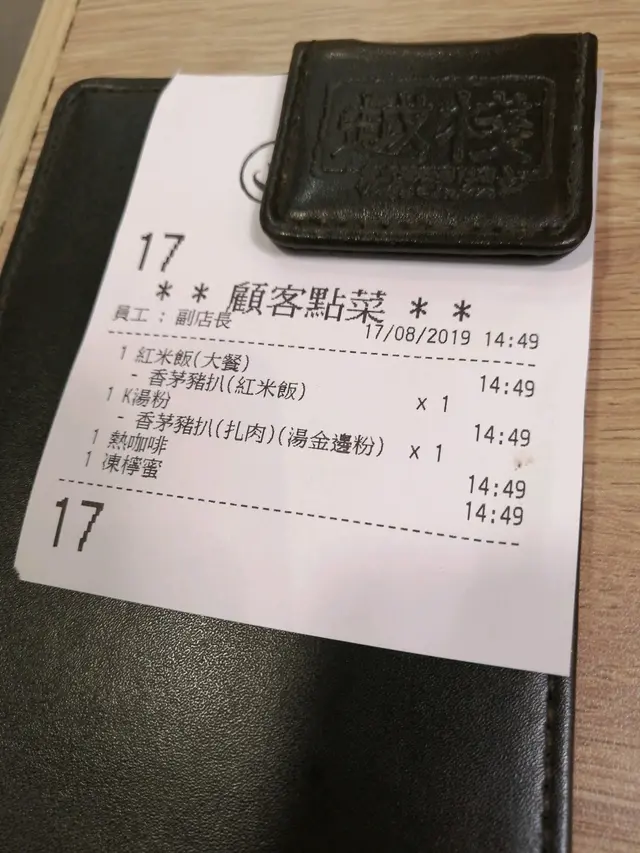 17
* * 顧客點菜 * *
員工 : 副店長 17/08/2019 14:49
1 紅米飯(大餐) 14:49
- 香茅豬扒(紅米飯) x 1
1 K湯粉 14:49
- 香茅豬扒(扎肉)(湯金邊粉) x 1
1 熱咖啡 14:49
1 凍檸蜜 14:49
17